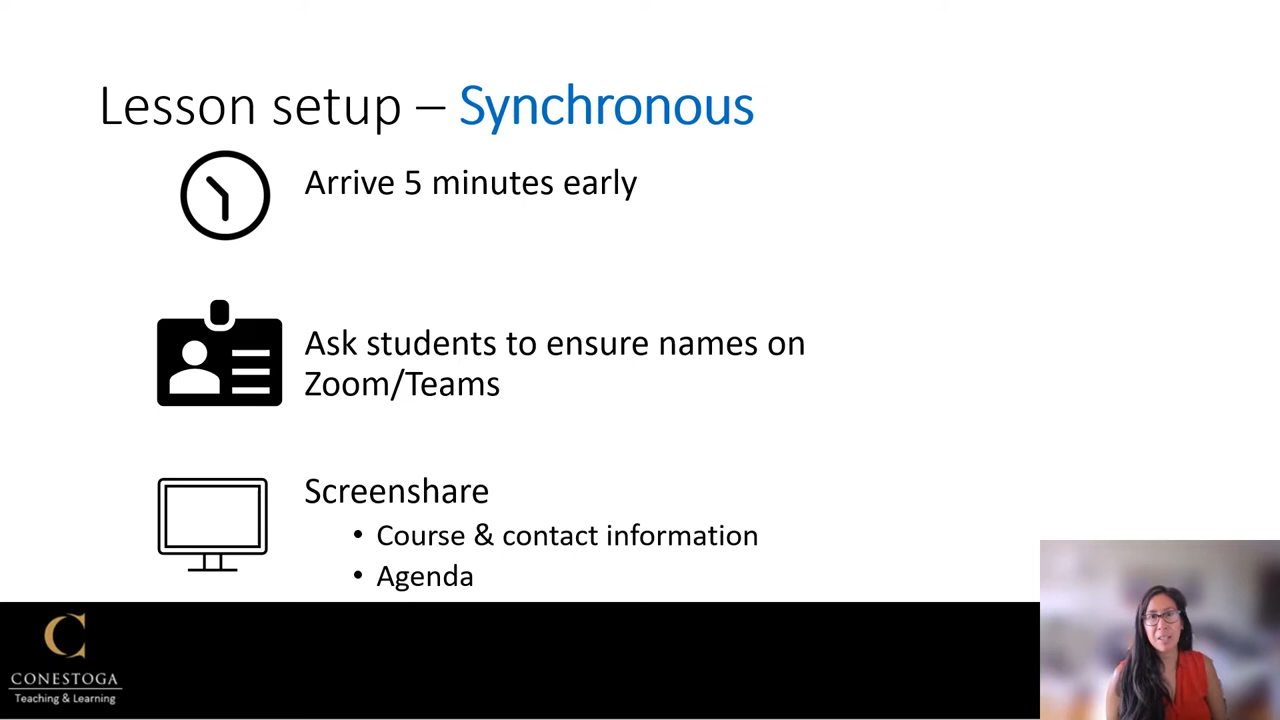 Lesson setup – Synchronous
Arrive 5 minutes early
Ask students to ensure names on
Zoom/Teams
Screenshare
• Course & contact information
• Agenda
C
CONESTOGA
Teaching & Learning